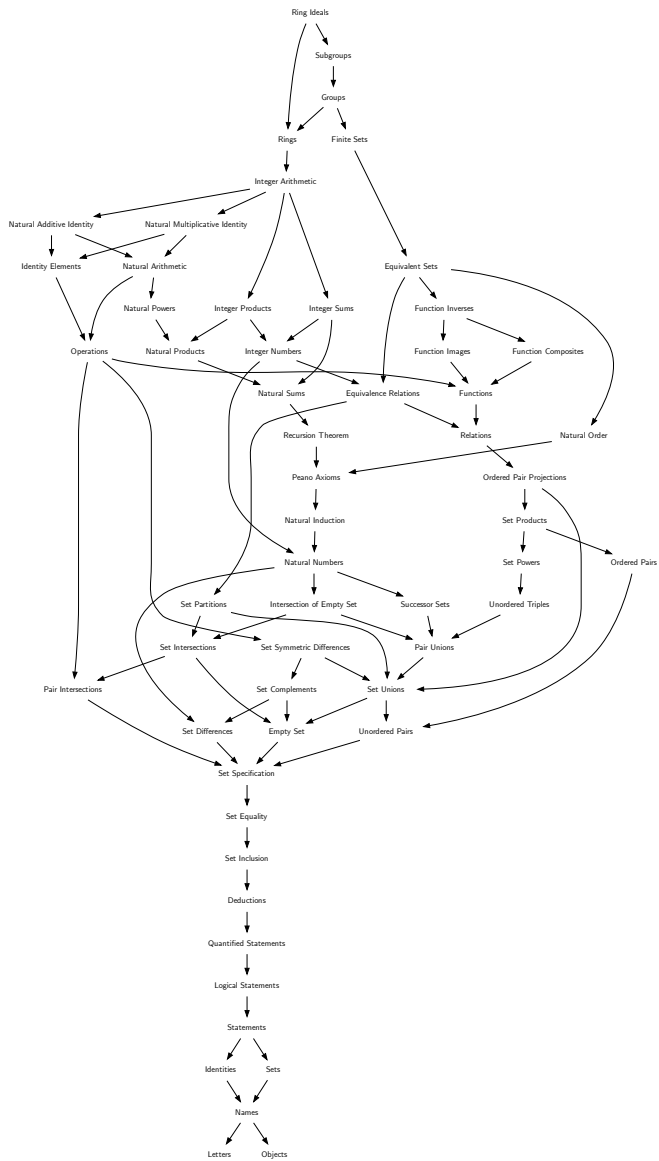 Ring Ideals
Subgroups
Groups
Rings
Finite Sets
Integer Arithmetic
Natural Additive Identity
Natural Multiplicative Identity
Identity Elements
Natural Arithmetic
Equivalent Sets
Natural Powers
Integer Products
Integer Sums
Function Inverses
Operations
Natural Products
Integer Numbers
Function Images
Function Composites
Natural Sums
Equivalence Relations
Functions
Recursion Theorem
Relations
Natural Order
Peano Axioms
Ordered Pair Projections
Natural Induction
Set Products
Natural Numbers
Set Powers
Ordered Pairs
Set Partitions
Intersection of Empty Set
Successor Sets
Unordered Triples
Set Intersections
Set Symmetric Differences
Pair Unions
Pair Intersections
Set Complements
Set Unions
Set Differences
Empty Set
Unordered Pairs
Set Specification
Set Equality
Set Inclusion
Deductions
Quantified Statements
Logical Statements
Statements
Identities
Sets
Names
Letters
Objects